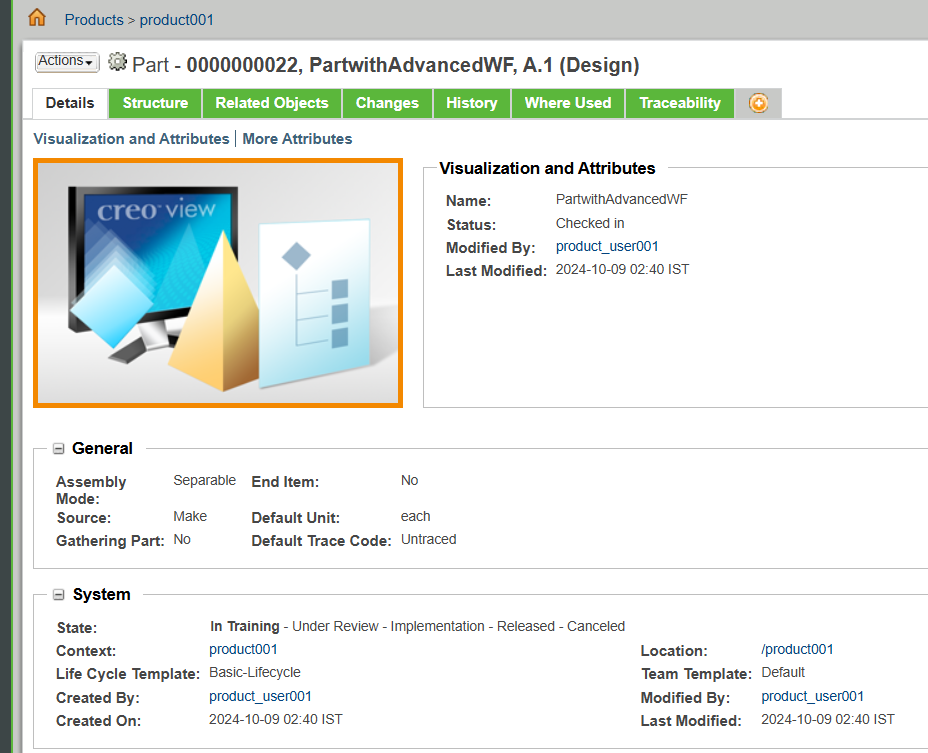 Products > product001
Actions Part - 0000000022, PartwithAdvancedWF, A.1 (Design)
Details Structure Related Objects Changes History Where Used Traceability
Visualization and Attributes | More Attributes
creo view
Visualization and Attributes
Name: PartwithAdvancedWF
Status: Checked in
Modified By: product_user001
Last Modified: 2024-10-09 02:40 IST
General
Assembly Mode: Separable End Item: No
Source: Make Default Unit: each
Gathering Part: No Default Trace Code: Untraced
System
State: In Training - Under Review - Implementation - Released - Canceled
Context: product001 Location: /product001
Life Cycle Template: Basic-Lifecycle Team Template: Default
Created By: product_user001 Modified By: product_user001
Created On: 2024-10-09 02:40 IST Last Modified: 2024-10-09 02:40 IST